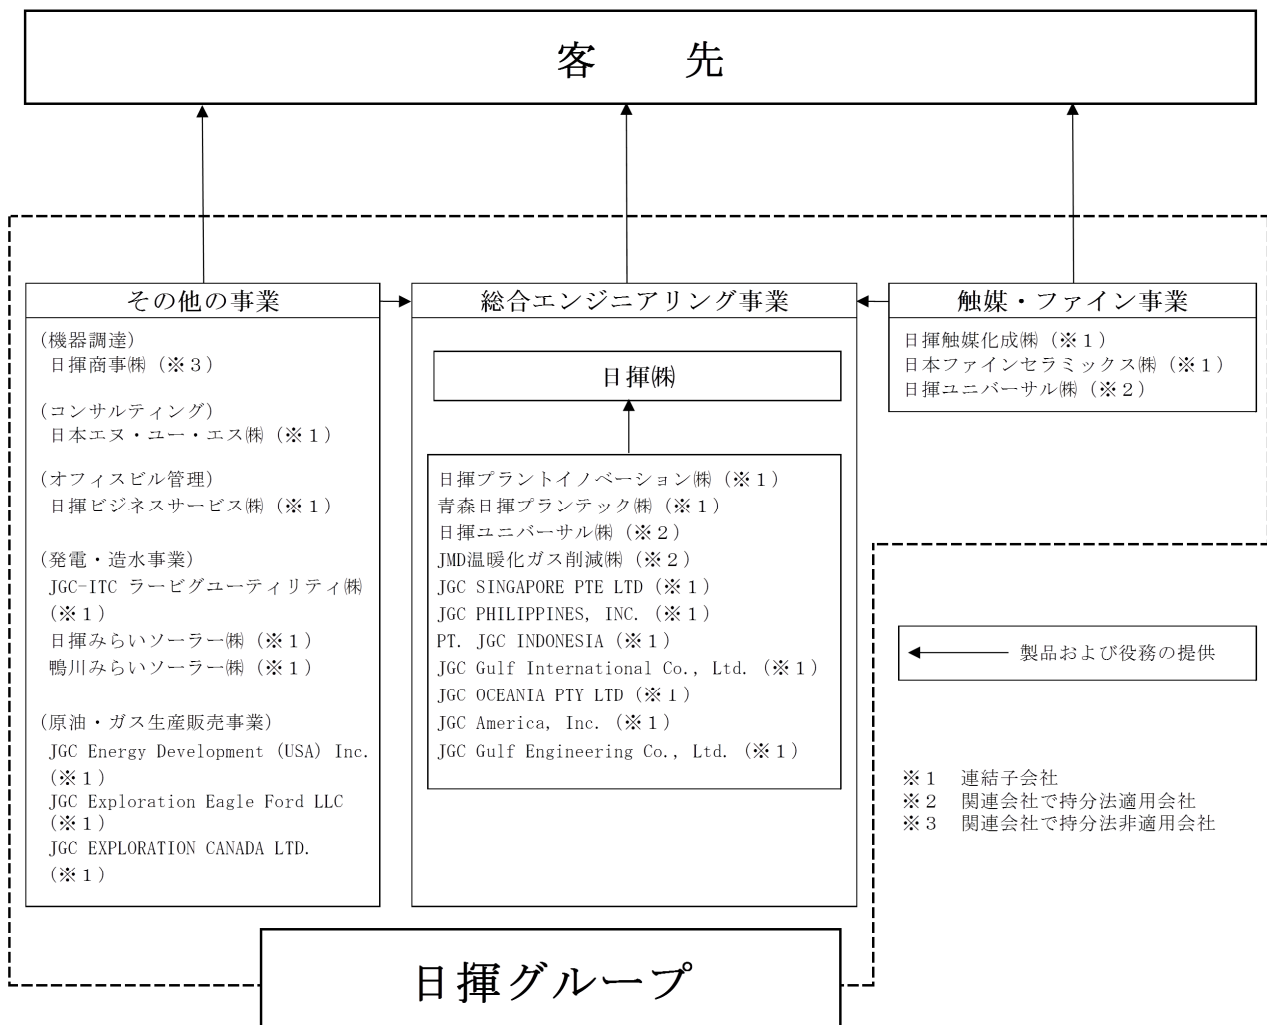 客　先
その他の事業
(機器調達)
日揮商事㈱ (※３)
(コンサルティング)
日本エヌ・ユー・エス㈱ (※１)
(オフィスビル管理)
日揮ビジネスサービス㈱ (※１)
(発電・造水事業)
JGC-ITC ラービグユーティリティ㈱
(※１)
日揮みらいソーラー㈱ (※１)
鴨川みらいソーラー㈱ (※１)
(原油・ガス生産販売事業)
JGC Energy Development (USA) Inc.
(※１)
JGC Exploration Eagle Ford LLC
(※１)
JGC EXPLORATION CANADA LTD.
(※１)
総合エンジニアリング事業
日揮㈱
日揮プラントイノベーション㈱ (※１)
青森日揮プランテック㈱ (※１)
日揮ユニバーサル㈱ (※２)
JMD温暖化ガス削減㈱ (※２)
JGC SINGAPORE PTE LTD (※１)
JGC PHILIPPINES, INC. (※１)
PT. JGC INDONESIA (※１)
JGC Gulf International Co., Ltd. (※１)
JGC OCEANIA PTY LTD (※１)
JGC America, Inc. (※１)
JGC Gulf Engineering Co., Ltd. (※１)
触媒・ファイン事業
日揮触媒化成㈱ (※１)
日本ファインセラミックス㈱ (※１)
日揮ユニバーサル㈱ (※２)
製品および役務の提供
※１　連結子会社
※２　関連会社で持分法適用会社
※３　関連会社で持分法非適用会社
日揮グループ